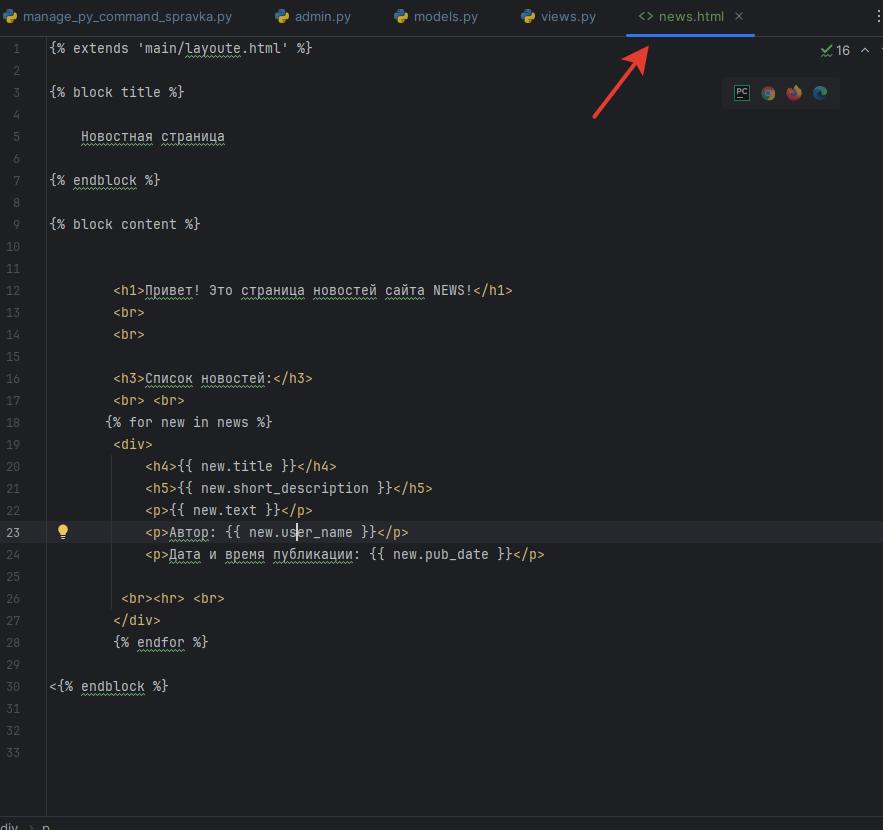 manage_py_command_spravka.py admin.py models.py views.py <> news.html ×
1 {% extends 'main/layoute.html' %} 16
2
3 {% block title %} PC
4
5 Новостная страница
6
7 {% endblock %}
8
9 {% block content %}
10
11
12 <h1>Привет! Это страница новостей сайта NEWS!</h1>
13 <br>
14 <br>
15
16 <h3>Список новостей:</h3>
17 <br> <br>
18 {% for new in news %}
19 <div>
20 <h4>{{ new.title }}</h4>
21 <h5>{{ new.short_description }}</h5>
22 <p>{{ new.text }}</p>
23 <p>Автор: {{ new.user_name }}</p>
24 <p>Дата и время публикации: {{ new.pub_date }}</p>
25
26 <br><hr> <br>
27 </div>
28 {% endfor %}
29
30 <{% endblock %}
31
32
33
div › p